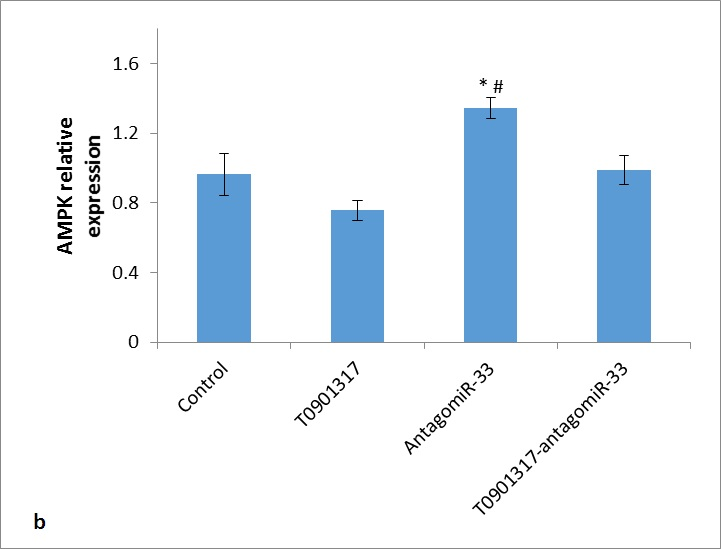 1.6
* #
1.2
0.8
0.4
0
AMPK relative
expression
Control
T0901317
AntagomiR-33
T0901317-antagomiR-33
b